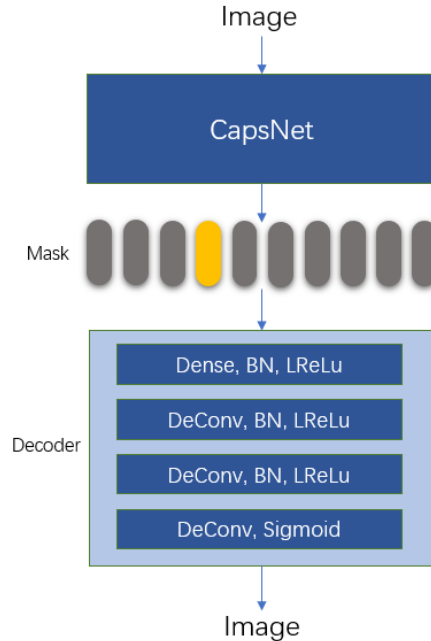 Image
CapsNet
Mask
Dense, BN, LReLu
DeConv, BN, LReLu
Decoder
DeConv, BN, LReLu
DeConv, Sigmoid
Image